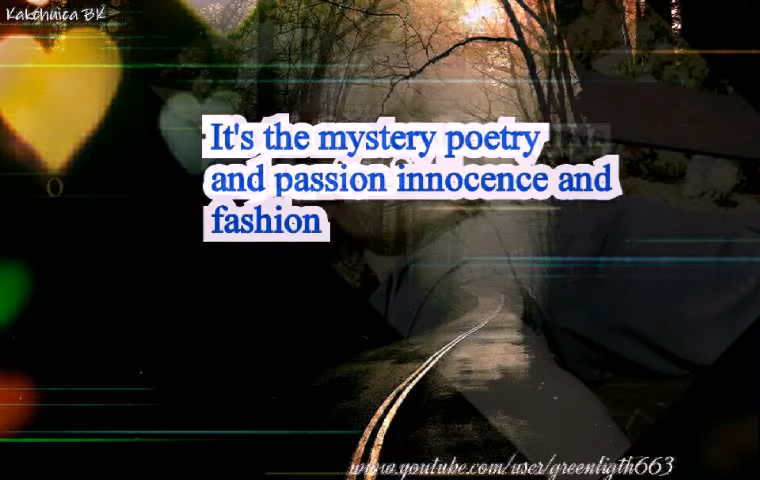 Kakchuica BK
It's the mystery poetry
and passion innocence and
fashion
www.youtube.com/user/greenligth663